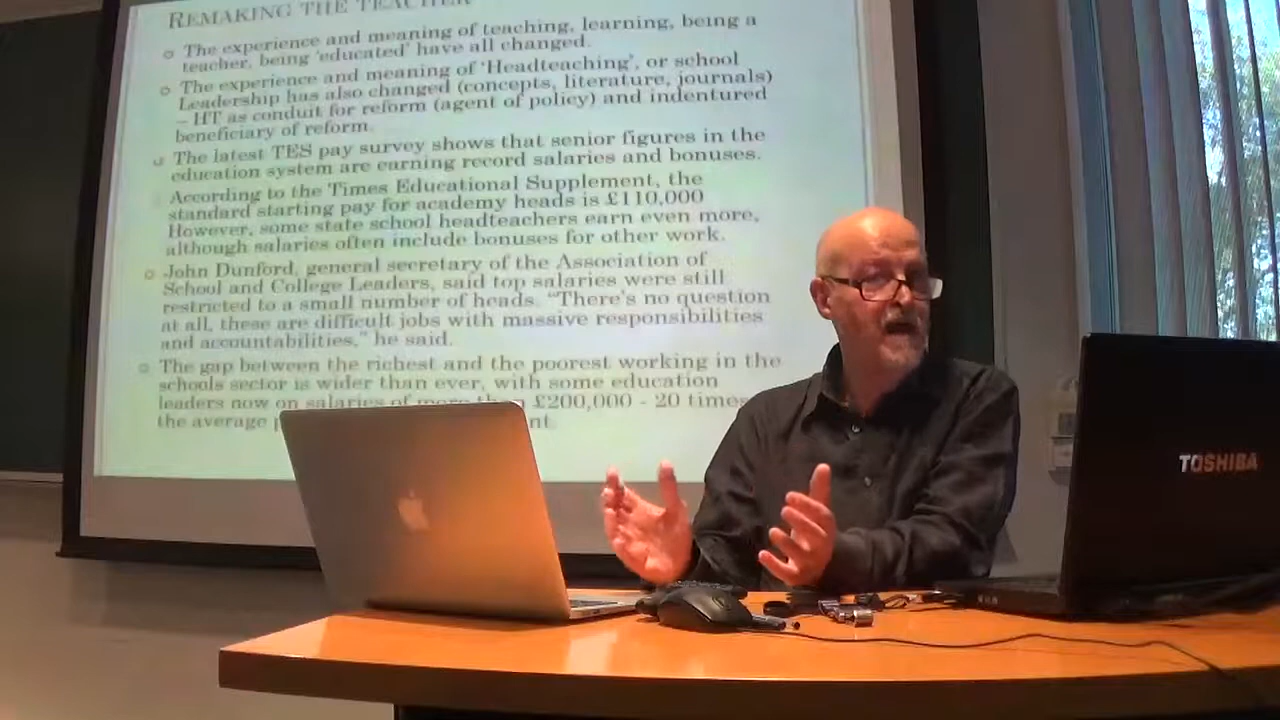 REMAKING THE TEACHER
The experience and meaning of teaching, learning, being a
teacher, being 'educated' have all changed.
The experience and meaning of 'Headteaching', or school
Leadership has also changed (concepts, literature, journals)
– HT as conduit for reform (agent of policy) and indentured
beneficiary of reform.
The latest TES pay survey shows that senior figures in the
education system are earning record salaries and bonuses.
According to the Times Educational Supplement, the
standard starting pay for academy heads is £110,000
However, some state school headteachers earn even more,
although salaries often include bonuses for other work.
John Dunford, general secretary of the Association of
School and College Leaders, said top salaries were still
restricted to a small number of heads. "There's no question
at all, these are difficult jobs with massive responsibilities
and accountabilities," he said.
The gap between the richest and the poorest working in the
schools sector is wider than ever, with some education
leaders now on salaries of more than £200,000 - 20 times
the average
TOSHIBA